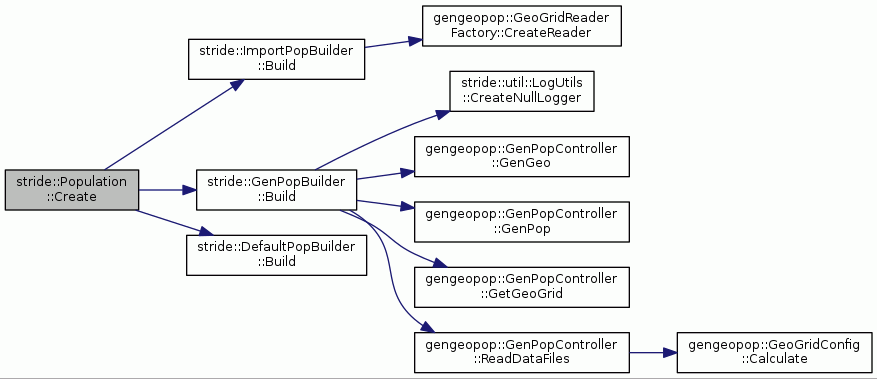 gengeopop::GeoGridReader
Factory::CreateReader
stride::ImportPopBuilder
::Build
stride::util::LogUtils
::CreateNullLogger
gengeopop::GenPopController
::GenGeo
stride::Population
::Create
stride::GenPopBuilder
::Build
gengeopop::GenPopController
::GenPop
stride::DefaultPopBuilder
::Build
gengeopop::GenPopController
::GetGeoGrid
gengeopop::GenPopController
::ReadDataFiles
gengeopop::GeoGridConfig
::Calculate